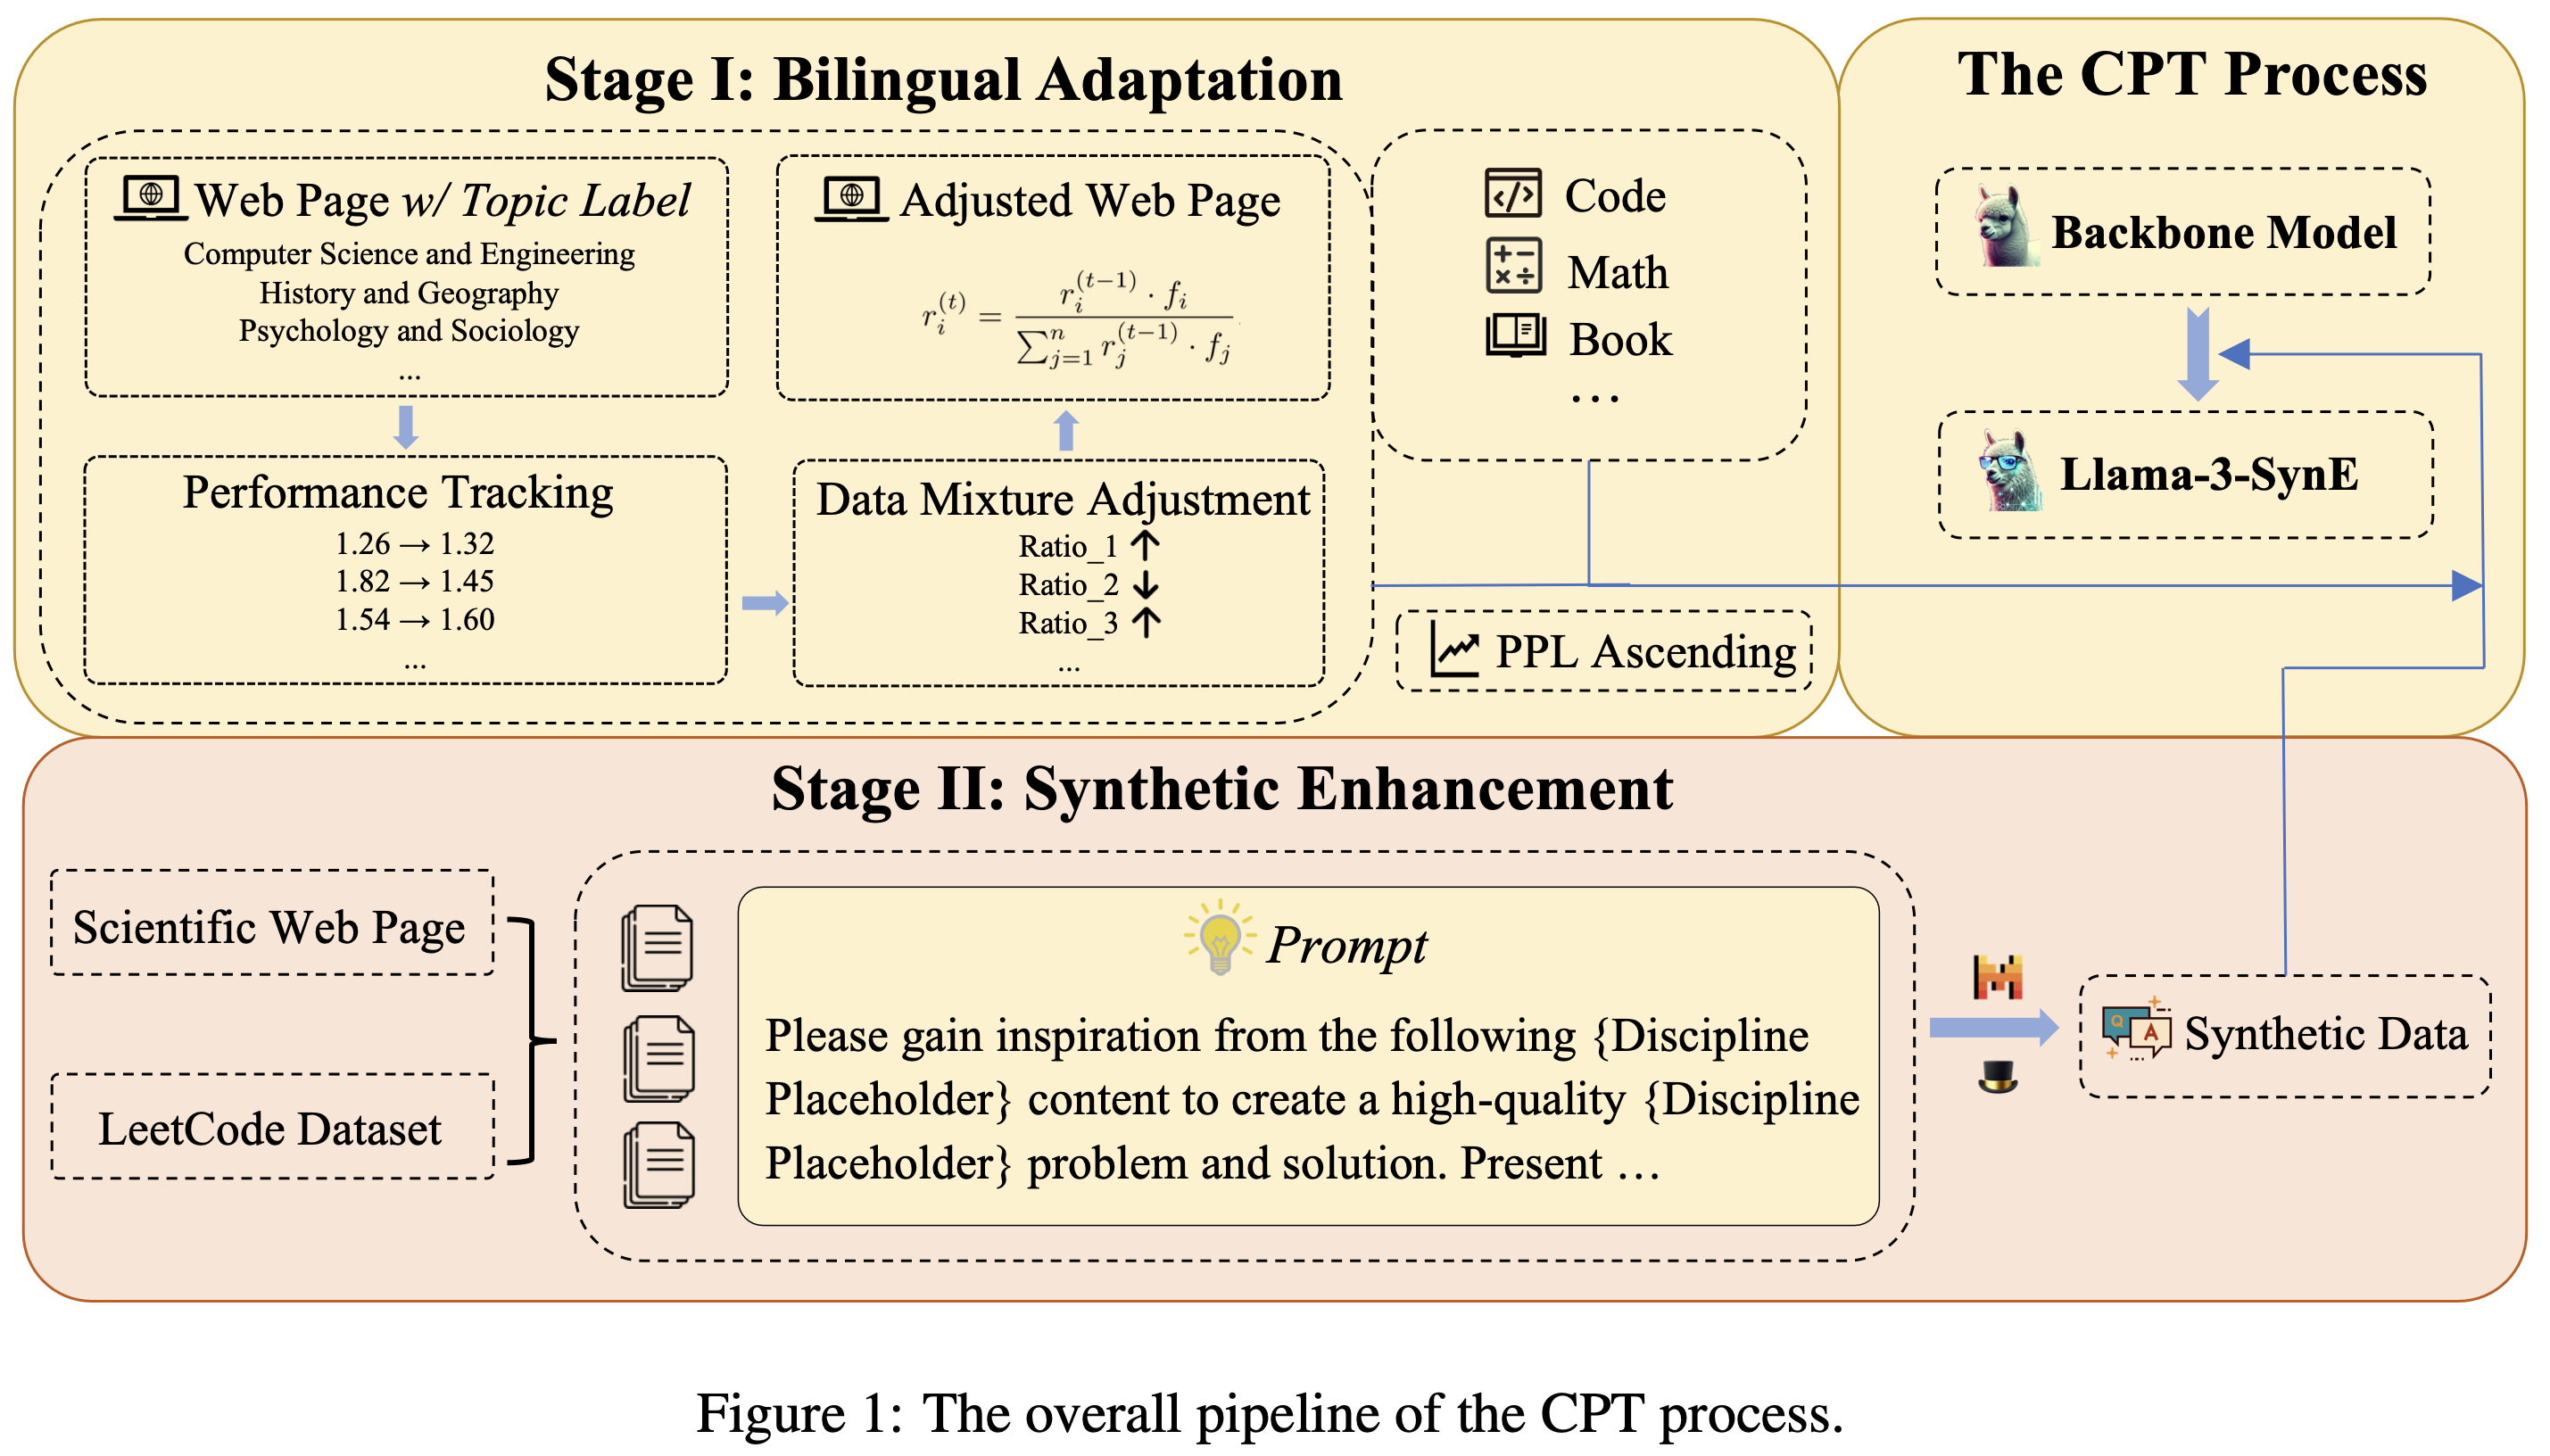 Stage I: Bilingual Adaptation
Web Page w/ Topic Label
Computer Science and Engineering
History and Geography
Psychology and Sociology
...
Performance Tracking
1.26 → 1.32
1.82 → 1.45
1.54 → 1.60
...
Data Mixture Adjustment
Ratio_1 ↑
Ratio_2 ↓
Ratio_3 ↑
...
Adjusted Web Page
r_i^{(t)} = \frac{r_i^{(t-1)} · f_i}{\sum_{j=1}^{n} r_j^{(t-1)} · f_j}
Code
Math
Book
...
PPL Ascending
The CPT Process
Backbone Model
Llama-3-SynE
Stage II: Synthetic Enhancement
Scientific Web Page
LeetCode Dataset
Prompt
Please gain inspiration from the following {Discipline
Placeholder} content to create a high-quality {Discipline
Placeholder} problem and solution. Present …
Q
A
Synthetic Data
Figure 1: The overall pipeline of the CPT process.